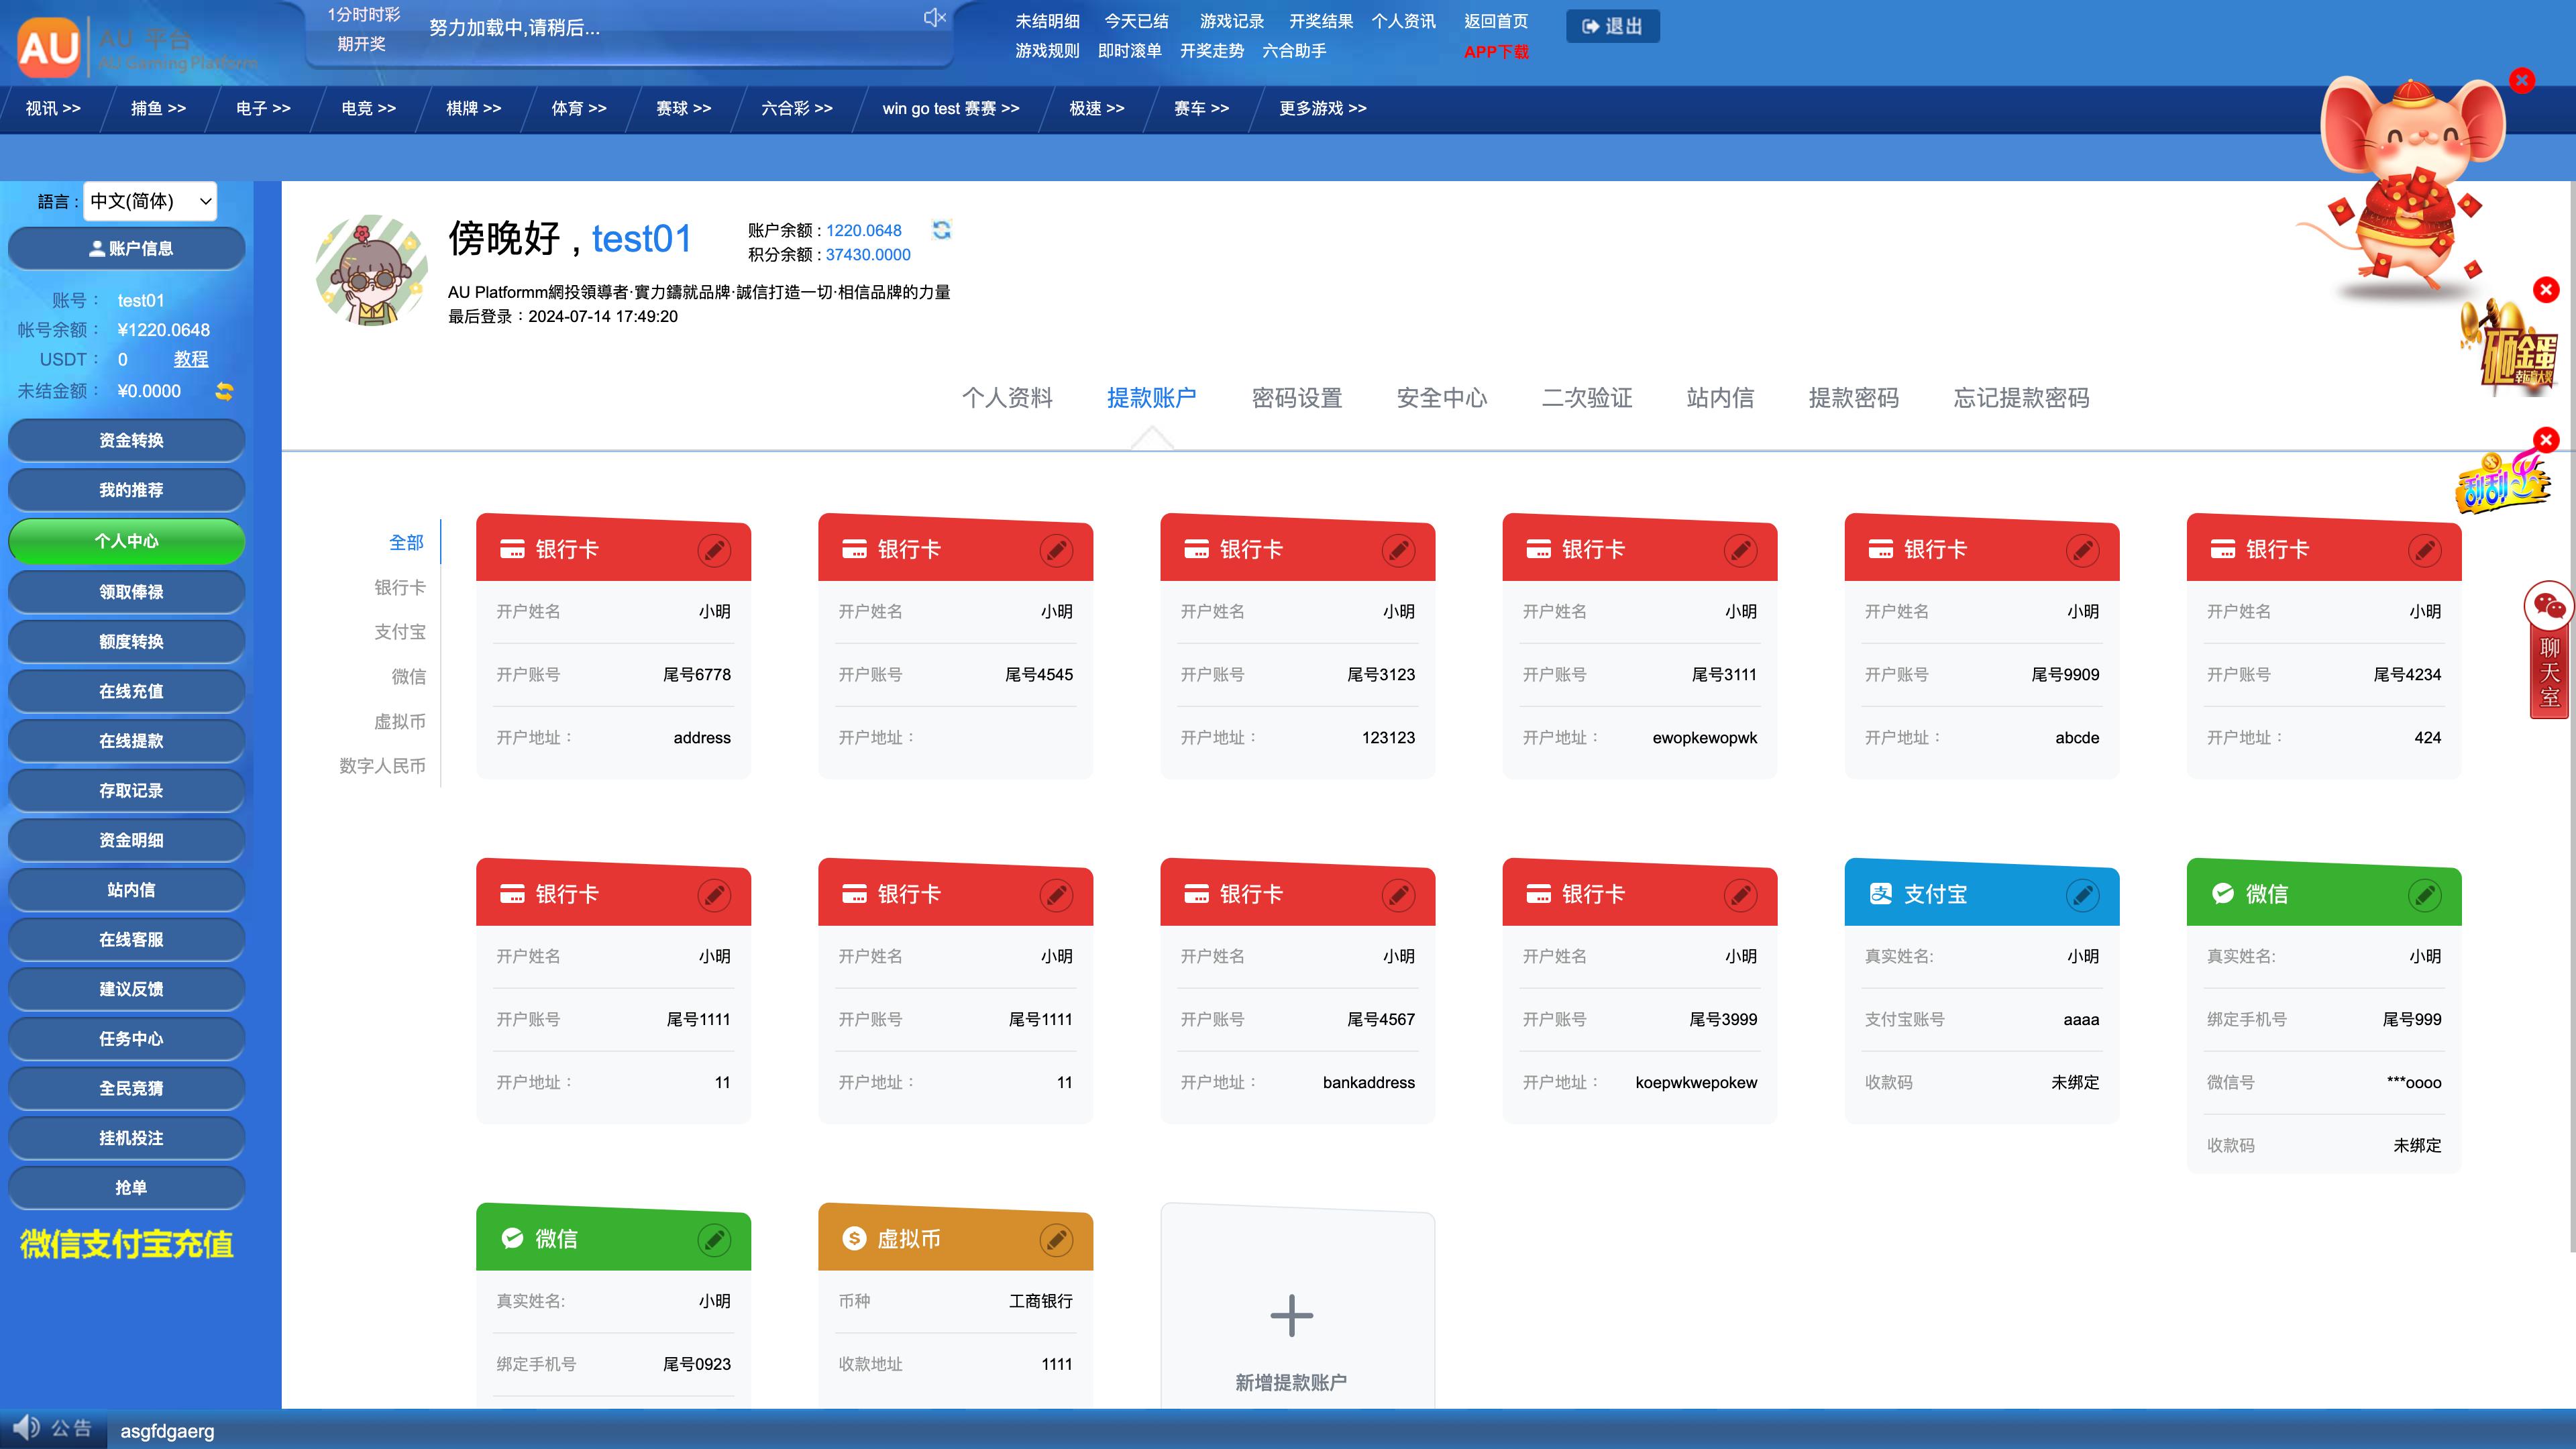 AU AU 平台
AU Gaming Platform
1分时时彩
期开奖
努力加载中,请稍后...
未结明细 今天已结 游戏记录 开奖结果 个人资讯 返回首页
游戏规则 即时滚单 开奖走势 六合助手 APP下载
退出
视讯 >> 捕鱼 >> 电子 >> 电竞 >> 棋牌 >> 体育 >> 赛球 >> 六合彩 >> win go test 赛赛 >> 极速 >> 赛车 >> 更多游戏 >>
語言 : 中文(简体)
账户信息
账号： test01
帐号余额： ¥1220.0648
USDT： 0 教程
未结金额： ¥0.0000
资金转换
我的推荐
个人中心
领取俸禄
额度转换
在线充值
在线提款
存取记录
资金明细
站内信
在线客服
建议反馈
任务中心
全民竞猜
挂机投注
抢单
微信支付宝充值
傍晚好 , test01
账户余额 : 1220.0648
积分余额 : 37430.0000
AU Platformm網投領導者·實力鑄就品牌·誠信打造一切·相信品牌的力量
最后登录：2024-07-14 17:49:20
个人资料 提款账户 密码设置 安全中心 二次验证 站内信 提款密码 忘记提款密码
全部
银行卡
支付宝
微信
虚拟币
数字人民币
银行卡
开户姓名 小明
开户账号 尾号6778
开户地址： address
银行卡
开户姓名 小明
开户账号 尾号4545
开户地址：
银行卡
开户姓名 小明
开户账号 尾号3123
开户地址： 123123
银行卡
开户姓名 小明
开户账号 尾号3111
开户地址： ewopkewopwk
银行卡
开户姓名 小明
开户账号 尾号9909
开户地址： abcde
银行卡
开户姓名 小明
开户账号 尾号4234
开户地址： 424
银行卡
开户姓名 小明
开户账号 尾号1111
开户地址： 11
银行卡
开户姓名 小明
开户账号 尾号1111
开户地址： 11
银行卡
开户姓名 小明
开户账号 尾号4567
开户地址： bankaddress
银行卡
开户姓名 小明
开户账号 尾号3999
开户地址： koepwkwepokew
支付宝
真实姓名: 小明
支付宝账号 aaaa
收款码 未绑定
微信
真实姓名: 小明
绑定手机号 尾号999
微信号 ***oooo
收款码 未绑定
微信
真实姓名: 小明
绑定手机号 尾号0923
虚拟币
币种 工商银行
收款地址 1111
新增提款账户
砸金蛋
刮刮乐
聊天室
公告 asgfdgaerg